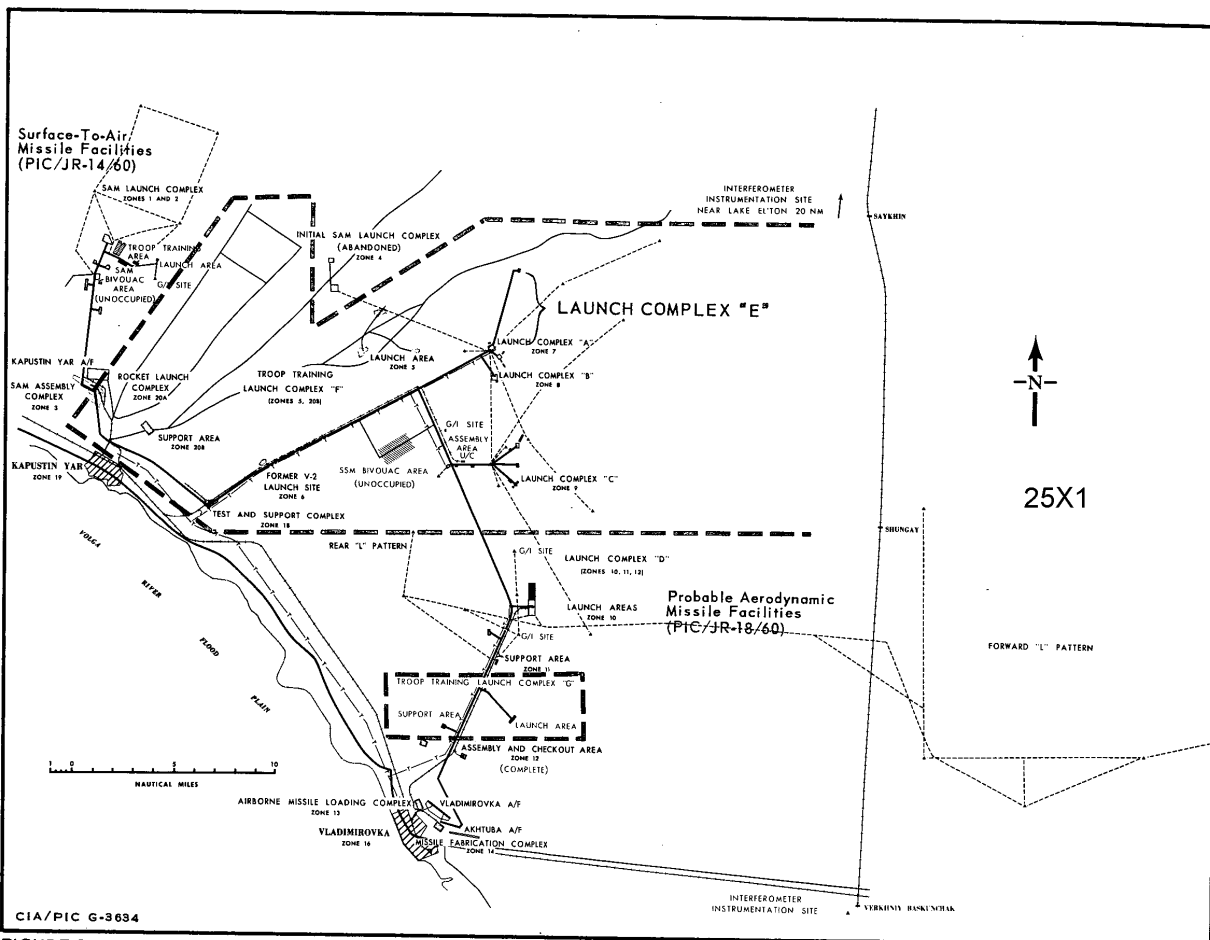 Surface-To-Air
Missile Facilities
(PIC/JR-14/60)
SAM LAUNCH COMPLEX
ZONES 1 AND 2
TROOP TRAINING
AREA
LAUNCH AREA
SAM
BIVOUAC
AREA
(UNOCCUPIED)
G/I SITE
INITIAL SAM LAUNCH COMPLEX
(ABANDONED)
ZONE 4
INTERFEROMETER
INSTRUMENTATION SITE
NEAR LAKE EL'TON 20 NM
SAYKHIN
LAUNCH COMPLEX "E"
LAUNCH COMPLEX "A"
ZONE 7
LAUNCH COMPLEX "B"
ZONE 8
LAUNCH AREA
ZONE 5
TROOP TRAINING
LAUNCH COMPLEX "F"
(ZONES 5, 20B)
KAPUSTIN YAR A/F
SAM ASSEMBLY
COMPLEX
ZONE 3
ROCKET LAUNCH
COMPLEX
ZONE 20A
SUPPORT AREA
ZONE 20B
KAPUSTIN YAR
ZONE 19
G/I SITE
ASSEMBLY
AREA
U/C
SSM BIVOUAC AREA
(UNOCCUPIED)
LAUNCH COMPLEX "C"
ZONE 9
FORMER V-2
LAUNCH SITE
ZONE 6
TEST AND SUPPORT COMPLEX
ZONE 18
N
25X1
SHUNGAY
REAR "L" PATTERN
G/I SITE
LAUNCH COMPLEX "D"
(ZONES 10, 11, 12)
LAUNCH AREAS
ZONE 10
Probable Aerodynamic
Missile Facilities
(PIC/JR-18/60)
G/I SITE
SUPPORT AREA
ZONE 11
FORWARD "L" PATTERN
VOLGA
RIVER
FLOOD
PLAIN
TROOP TRAINING LAUNCH COMPLEX "G"
SUPPORT AREA
LAUNCH AREA
ASSEMBLY AND CHECKOUT AREA
ZONE 12
(COMPLETE)
1 0 5 10
NAUTICAL MILES
AIRBORNE MISSILE LOADING COMPLEX
ZONE 13
VLADIMIROVKA A/F
VLADIMIROVKA
ZONE 16
AKHTUBA A/F
MISSILE FABRICATION COMPLEX
ZONE 14
INTERFEROMETER
INSTRUMENTATION SITE
VERKHNIY BASKUNCHAK
CIA/PIC G-3634